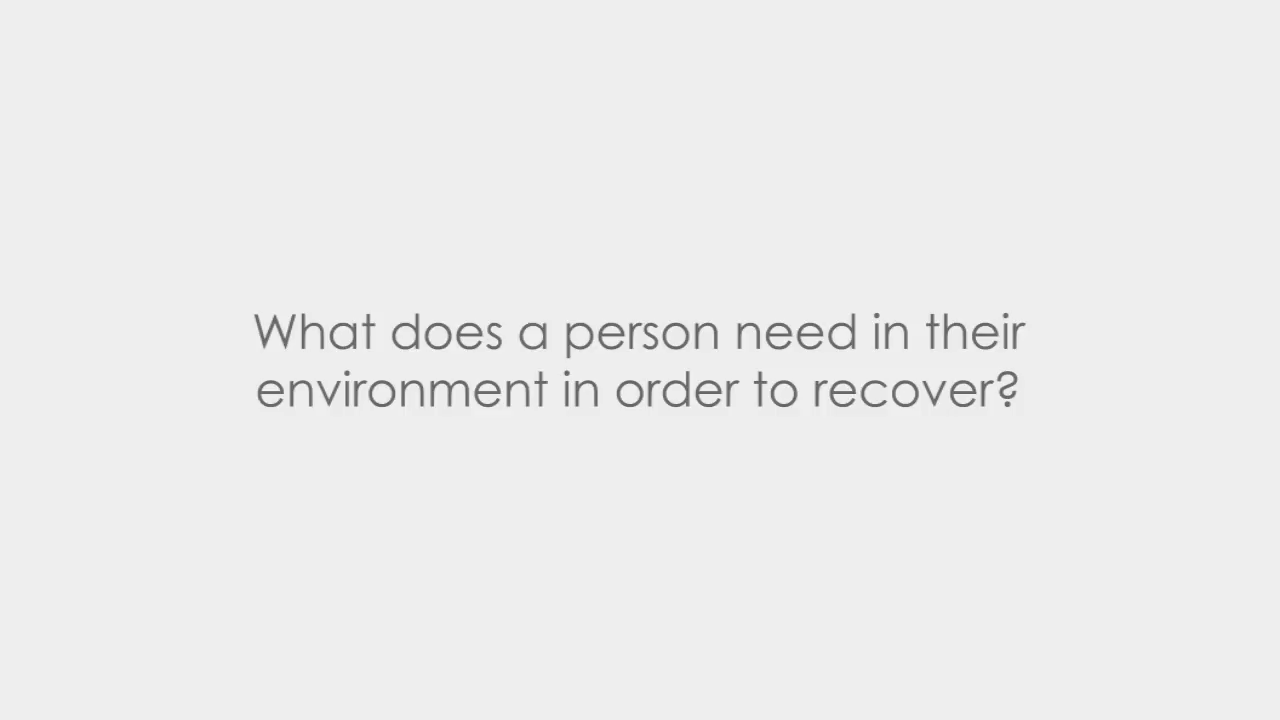 What does a person need in their
environment in order to recover?